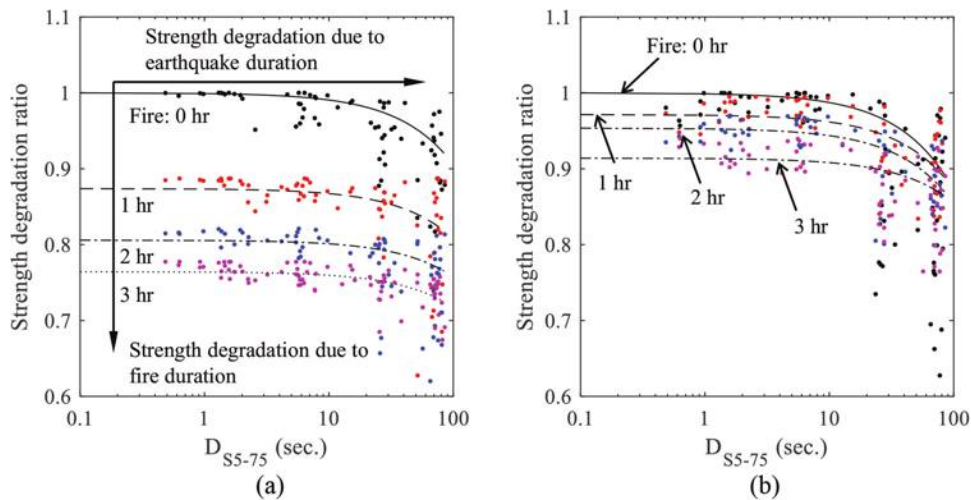 1.1
Strength degradation due to
earthquake duration
1
Fire: 0 hr
0.9
1 hr
0.8
2 hr
3 hr
0.7
Strength degradation due to
fire duration
0.6
0.1
1
10
100
Strength degradation ratio
D S5-75 (sec.)
(a)
1.1
Fire: 0 hr
1
0.9
1 hr
2 hr
3 hr
0.8
0.7
0.6
0.1
1
10
100
Strength degradation ratio
D S5-75 (sec.)
(b)